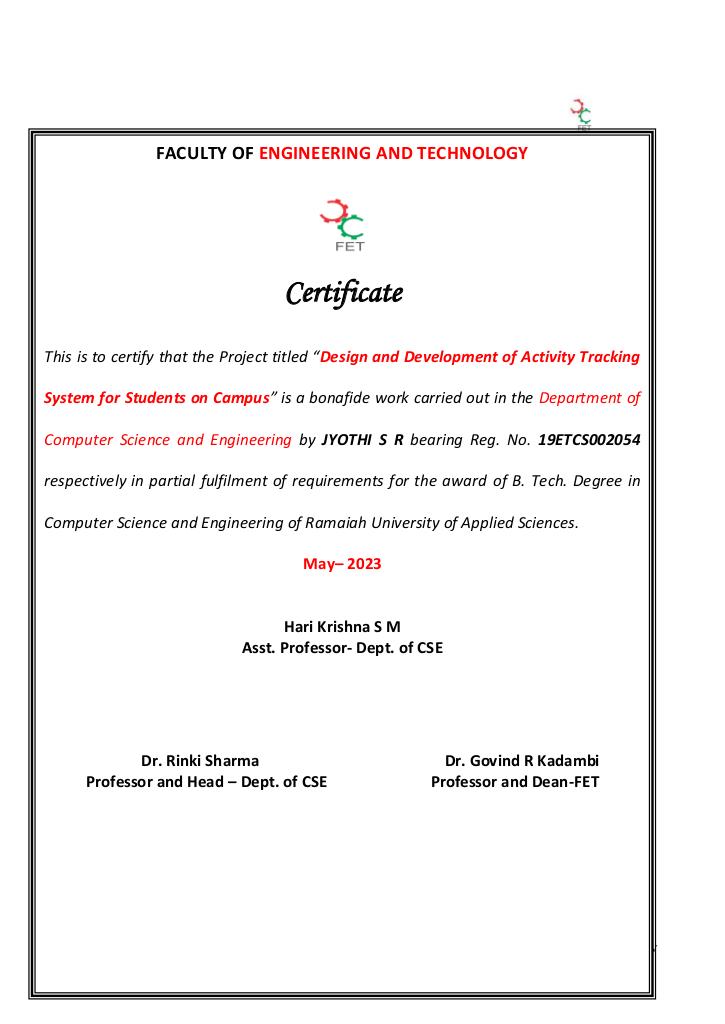 FET
FACULTY OF ENGINEERING AND TECHNOLOGY
FET
Certificate
This is to certify that the Project titled “Design and Development of Activity Tracking
System for Students on Campus” is a bonafide work carried out in the Department of
Computer Science and Engineering by JYOTHI S R bearing Reg. No. 19ETCS002054
respectively in partial fulfilment of requirements for the award of B. Tech. Degree in
Computer Science and Engineering of Ramaiah University of Applied Sciences.
May– 2023
Hari Krishna S M
Asst. Professor- Dept. of CSE
Dr. Rinki Sharma Dr. Govind R Kadambi
Professor and Head – Dept. of CSE Professor and Dean-FET